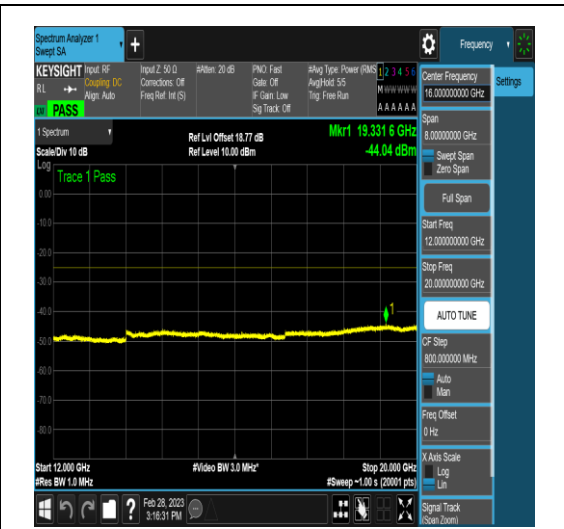 Spectrum Analyzer 1
Swept SA
+
Frequency
KEYSIGHT
RL
PASS
Input: RF
Coupling: DC
Align: Auto
Input Z: 50 Ω
Corrections: Off
Freq Ref: Int (S)
#Atten: 20 dB
PNO: Fast
Gate: Off
IF Gain: Low
Sig Track: Off
#Avg Type: Power (RMS
Avg|Hold: 5/5
Trig: Free Run
1 2 3 4 5 6
M W W W W W
A A A A A A
1 Spectrum
Scale/Div 10 dB
Ref Lvl Offset 18.77 dB
Ref Level 10.00 dBm
Mkr1 19.331 6 GHz
-44.04 dBm
Log
Trace 1 Pass
0.00
-10.0
-20.0
-30.0
-40.0
1
-50.0
-60.0
-70.0
-80.0
Start 12.000 GHz
#Res BW 1.0 MHz
#Video BW 3.0 MHz*
Stop 20.000 GHz
#Sweep ~1.00 s (20001 pts)
Feb 28, 2023
3:16:31 PM
?
Center Frequency
16.000000000 GHz
Settings
Span
8.00000000 GHz
Swept Span
Zero Span
Full Span
Start Freq
12.000000000 GHz
Stop Freq
20.000000000 GHz
AUTO TUNE
CF Step
800.000000 MHz
Auto
Man
Freq Offset
0 Hz
X Axis Scale
Log
Lin
Signal Track
(Span Zoom)